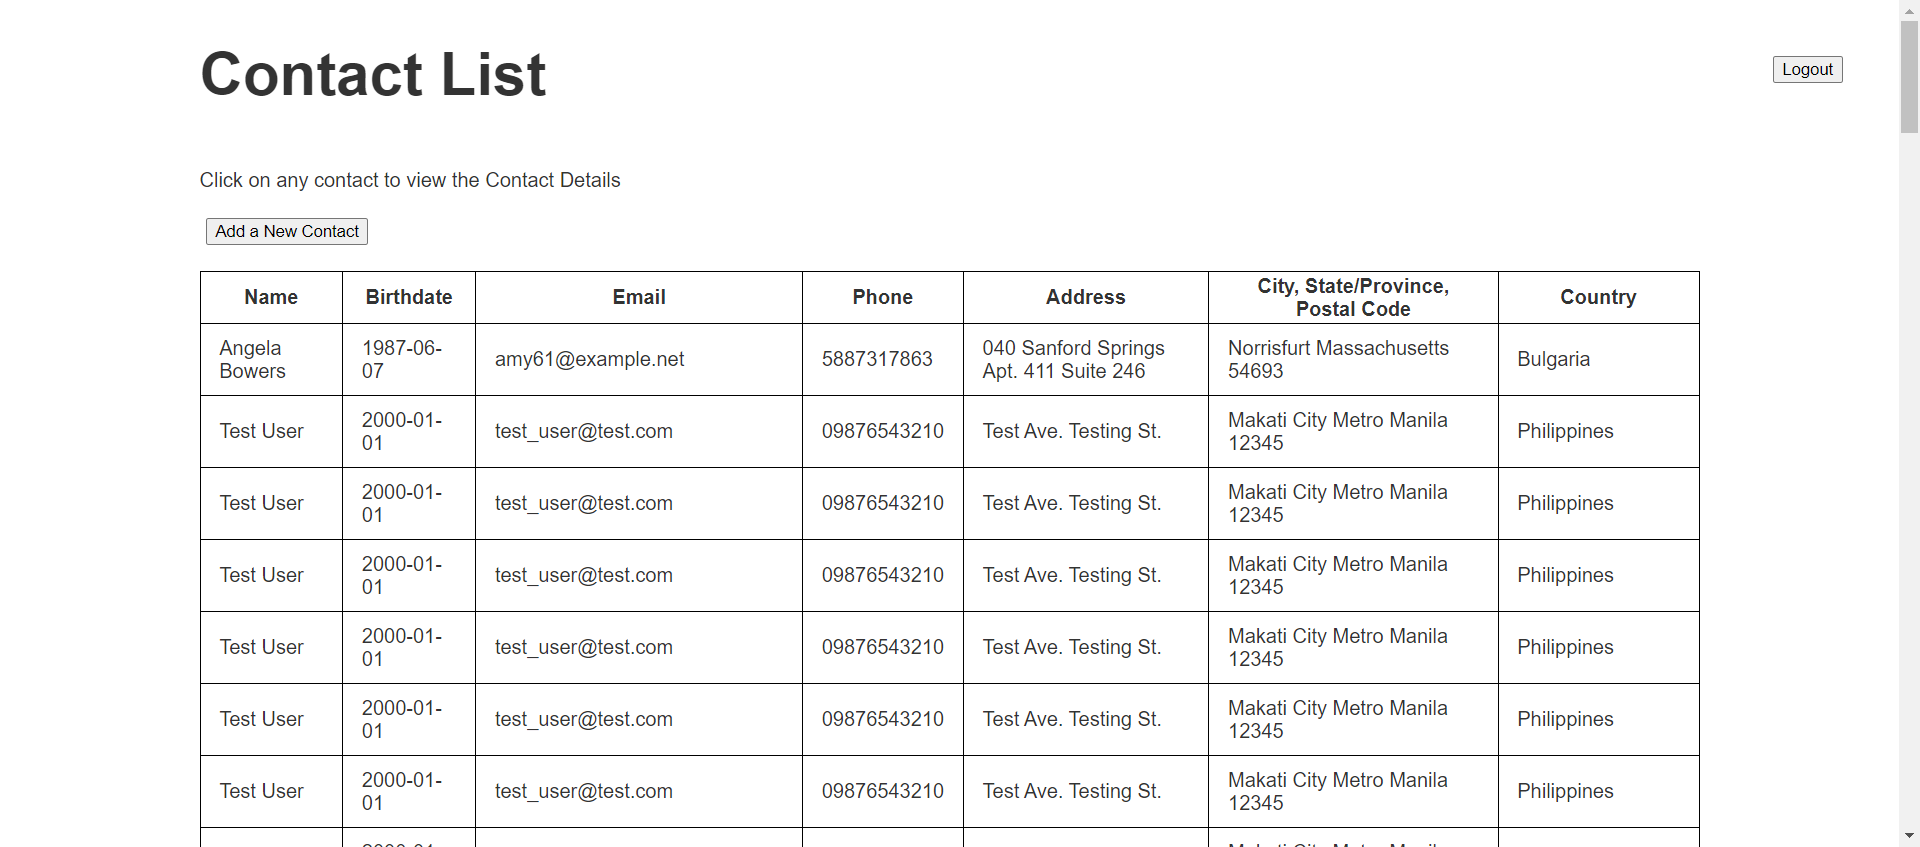 Contact List
Logout
Click on any contact to view the Contact Details
Add a New Contact
Name Birthdate Email Phone Address City, State/Province, Postal Code Country
Angela Bowers 1987-06-07 amy61@example.net 5887317863 040 Sanford Springs Apt. 411 Suite 246 Norrisfurt Massachusetts 54693 Bulgaria
Test User 2000-01-01 test_user@test.com 09876543210 Test Ave. Testing St. Makati City Metro Manila 12345 Philippines
Test User 2000-01-01 test_user@test.com 09876543210 Test Ave. Testing St. Makati City Metro Manila 12345 Philippines
Test User 2000-01-01 test_user@test.com 09876543210 Test Ave. Testing St. Makati City Metro Manila 12345 Philippines
Test User 2000-01-01 test_user@test.com 09876543210 Test Ave. Testing St. Makati City Metro Manila 12345 Philippines
Test User 2000-01-01 test_user@test.com 09876543210 Test Ave. Testing St. Makati City Metro Manila 12345 Philippines
Test User 2000-01-01 test_user@test.com 09876543210 Test Ave. Testing St. Makati City Metro Manila 12345 Philippines